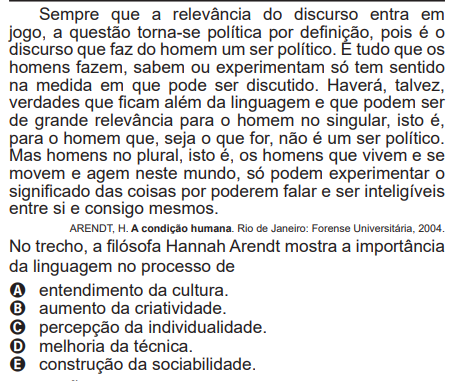 Sempre que a relevância do discurso entra em
jogo, a questão torna-se política por definição, pois é o
discurso que faz do homem um ser político. E tudo que os
homens fazem, sabem ou experimentam só tem sentido
na medida em que pode ser discutido. Haverá, talvez,
verdades que ficam além da linguagem e que podem ser
de grande relevância para o homem no singular, isto é,
para o homem que, seja o que for, não é um ser político.
Mas homens no plural, isto é, os homens que vivem e se
movem e agem neste mundo, só podem experimentar o
significado das coisas por poderem falar e ser inteligíveis
entre si e consigo mesmos.
ARENDT, H. A condição humana. Rio de Janeiro: Forense Universitária, 2004.
No trecho, a filósofa Hannah Arendt mostra a importância
da linguagem no processo de
A entendimento da cultura.
B aumento da criatividade.
C percepção da individualidade.
D melhoria da técnica.
E construção da sociabilidade.